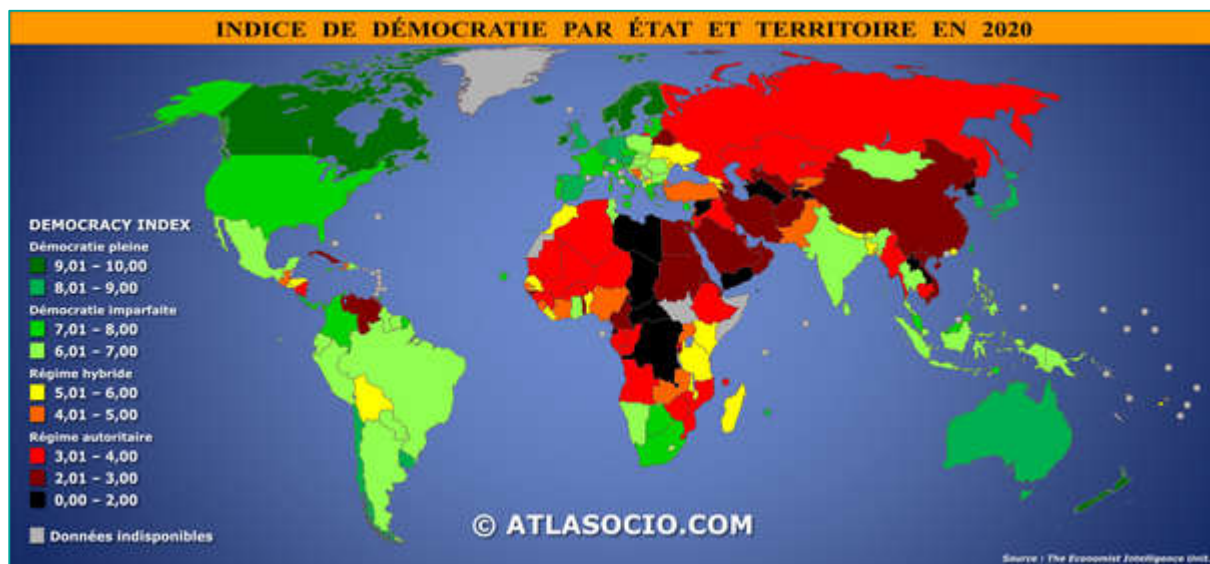 INDICE DE DÉMOCRATIE PAR ÉTAT ET TERRITOIRE EN 2020
DEMOCRACY INDEX
Démocratie pleine
9,01 – 10,00
8,01 – 9,00
Démocratie imparfaite
7,01 – 8,00
6,01 – 7,00
Régime hybride
5,01 – 6,00
4,01 – 5,00
Régime autoritaire
3,01 – 4,00
2,01 – 3,00
0,00 – 2,00
Données indisponibles
© ATLASOCIO.COM
Source : The Economist Intelligence Unit